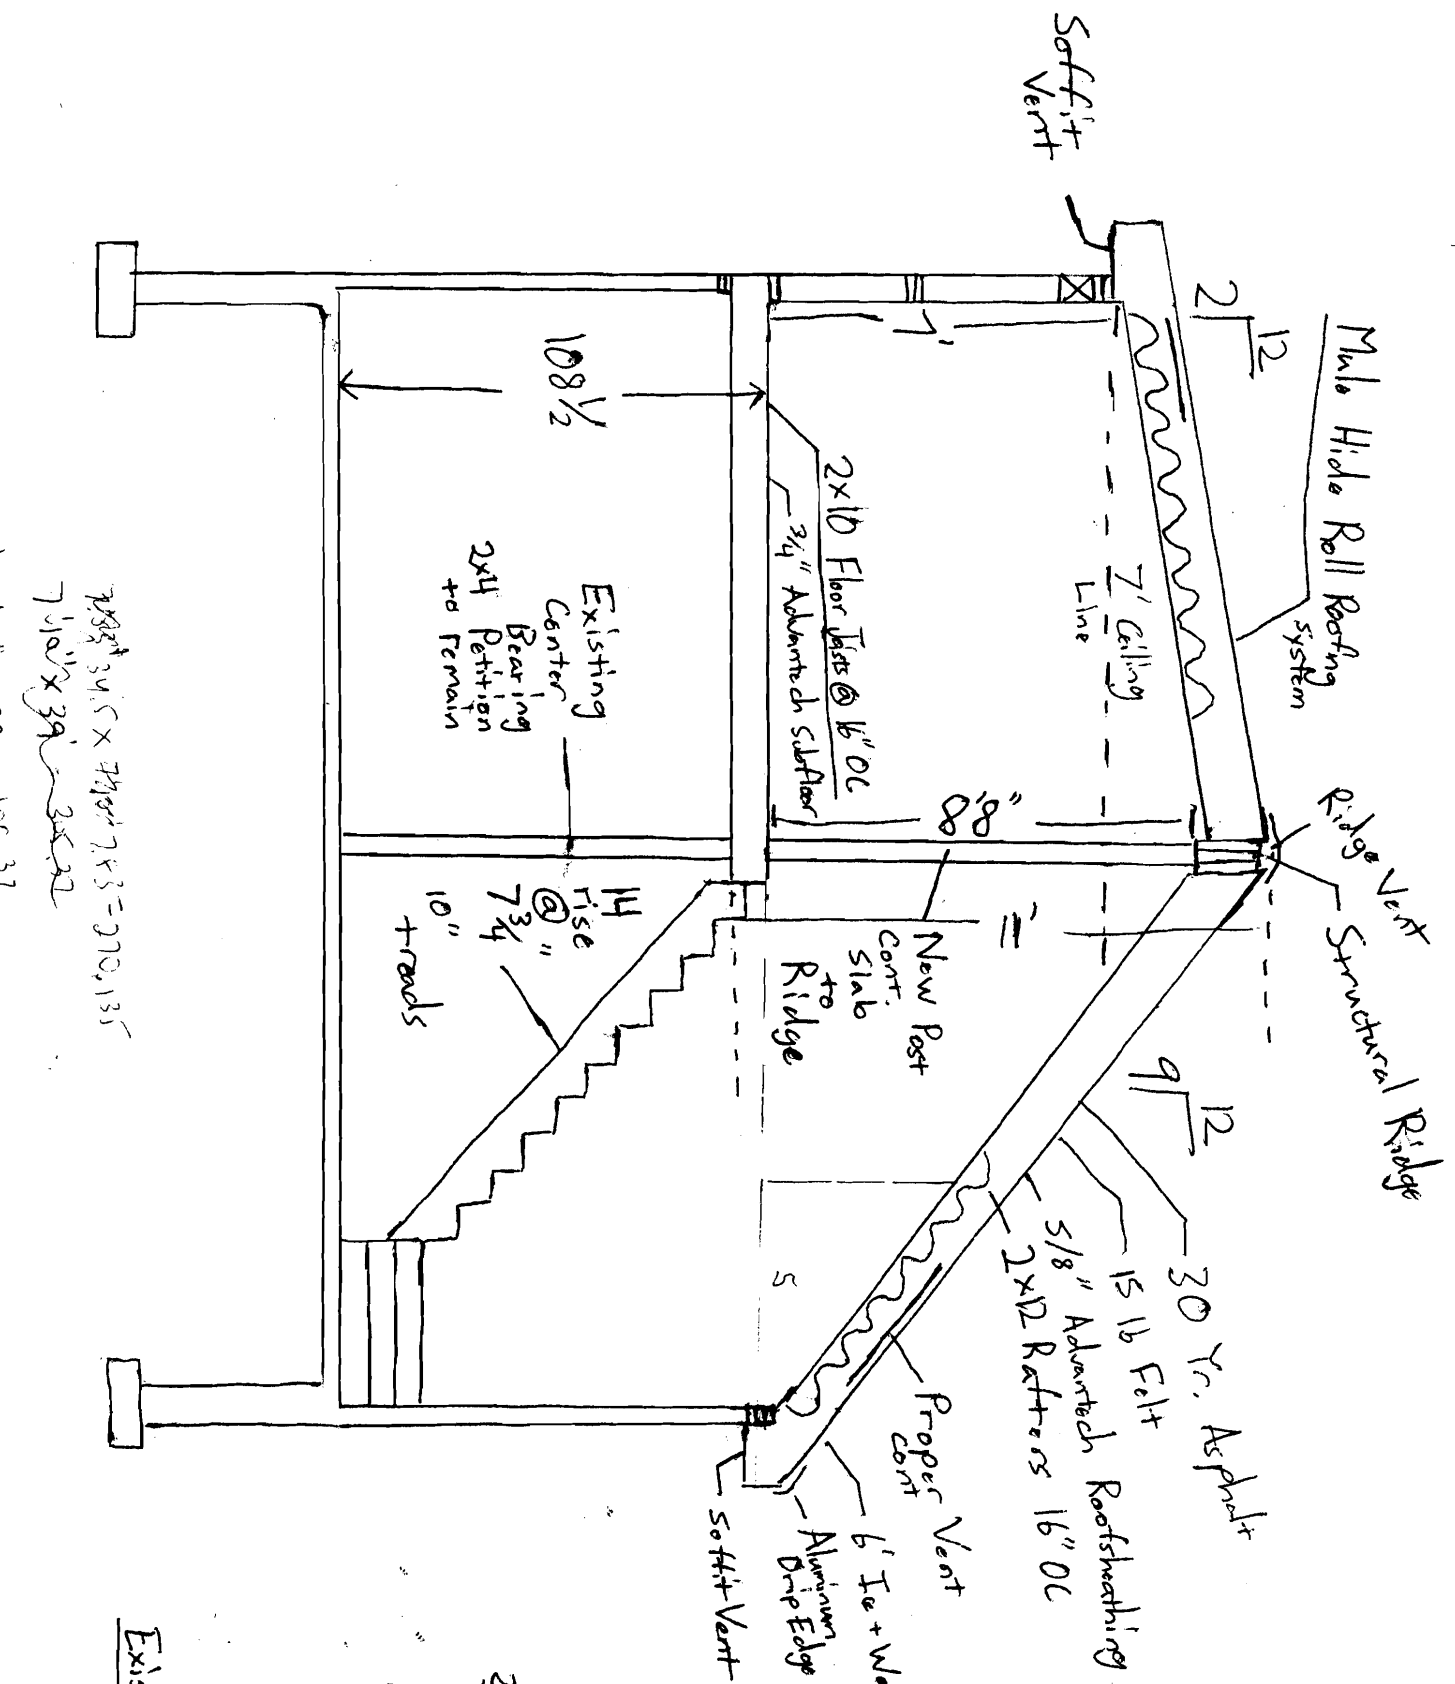 Soffit
Vent
2
12
Mulo Hide Roll Roofing
system
Ridge Vent
Structural Ridge
7'
7' Ceiling
Line
108 1/2
2x10 Floor Joists @ 16" OC
3/4" Advantech Subfloor
8'8"
11'
New Post
Cont.
Slab
to
Ridge
9
12
30 Yr. Asphalt
15 lb Felt
5/8" Advantech Roofsheathing
2x12 Rafters 16" OC
Existing
Center
Bearing
2x4 Petition
to remain
14
rise
@
7 3/4"
10"
treads
5
Proper Vent
cont
6' Ice + Wa
Aluminum
Drip Edge
Soffit Vent
Exis